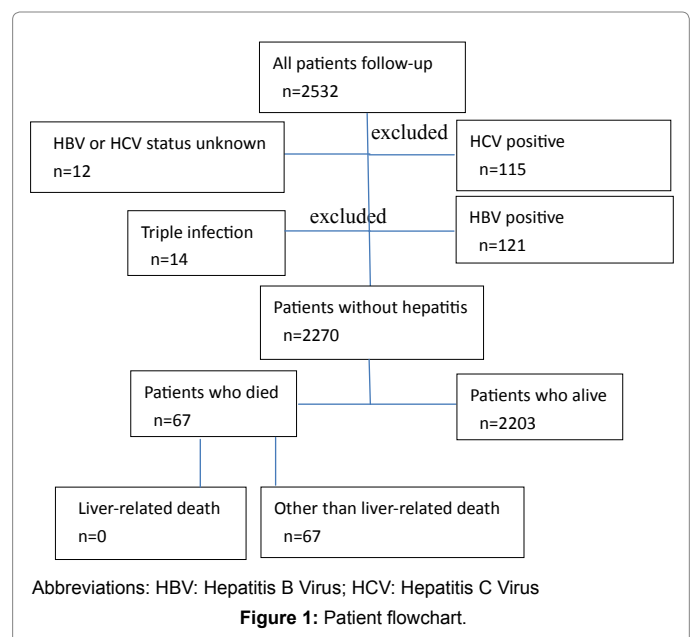 All patients follow-up
n=2532
excluded
HBV or HCV status unknown
n=12
HCV positive
n=115
excluded
Triple infection
n=14
HBV positive
n=121
Patients without hepatitis
n=2270
Patients who died
n=67
Patients who alive
n=2203
Liver-related death
n=0
Other than liver-related death
n=67
Abbreviations: HBV: Hepatitis B Virus; HCV: Hepatitis C Virus
Figure 1: Patient flowchart.